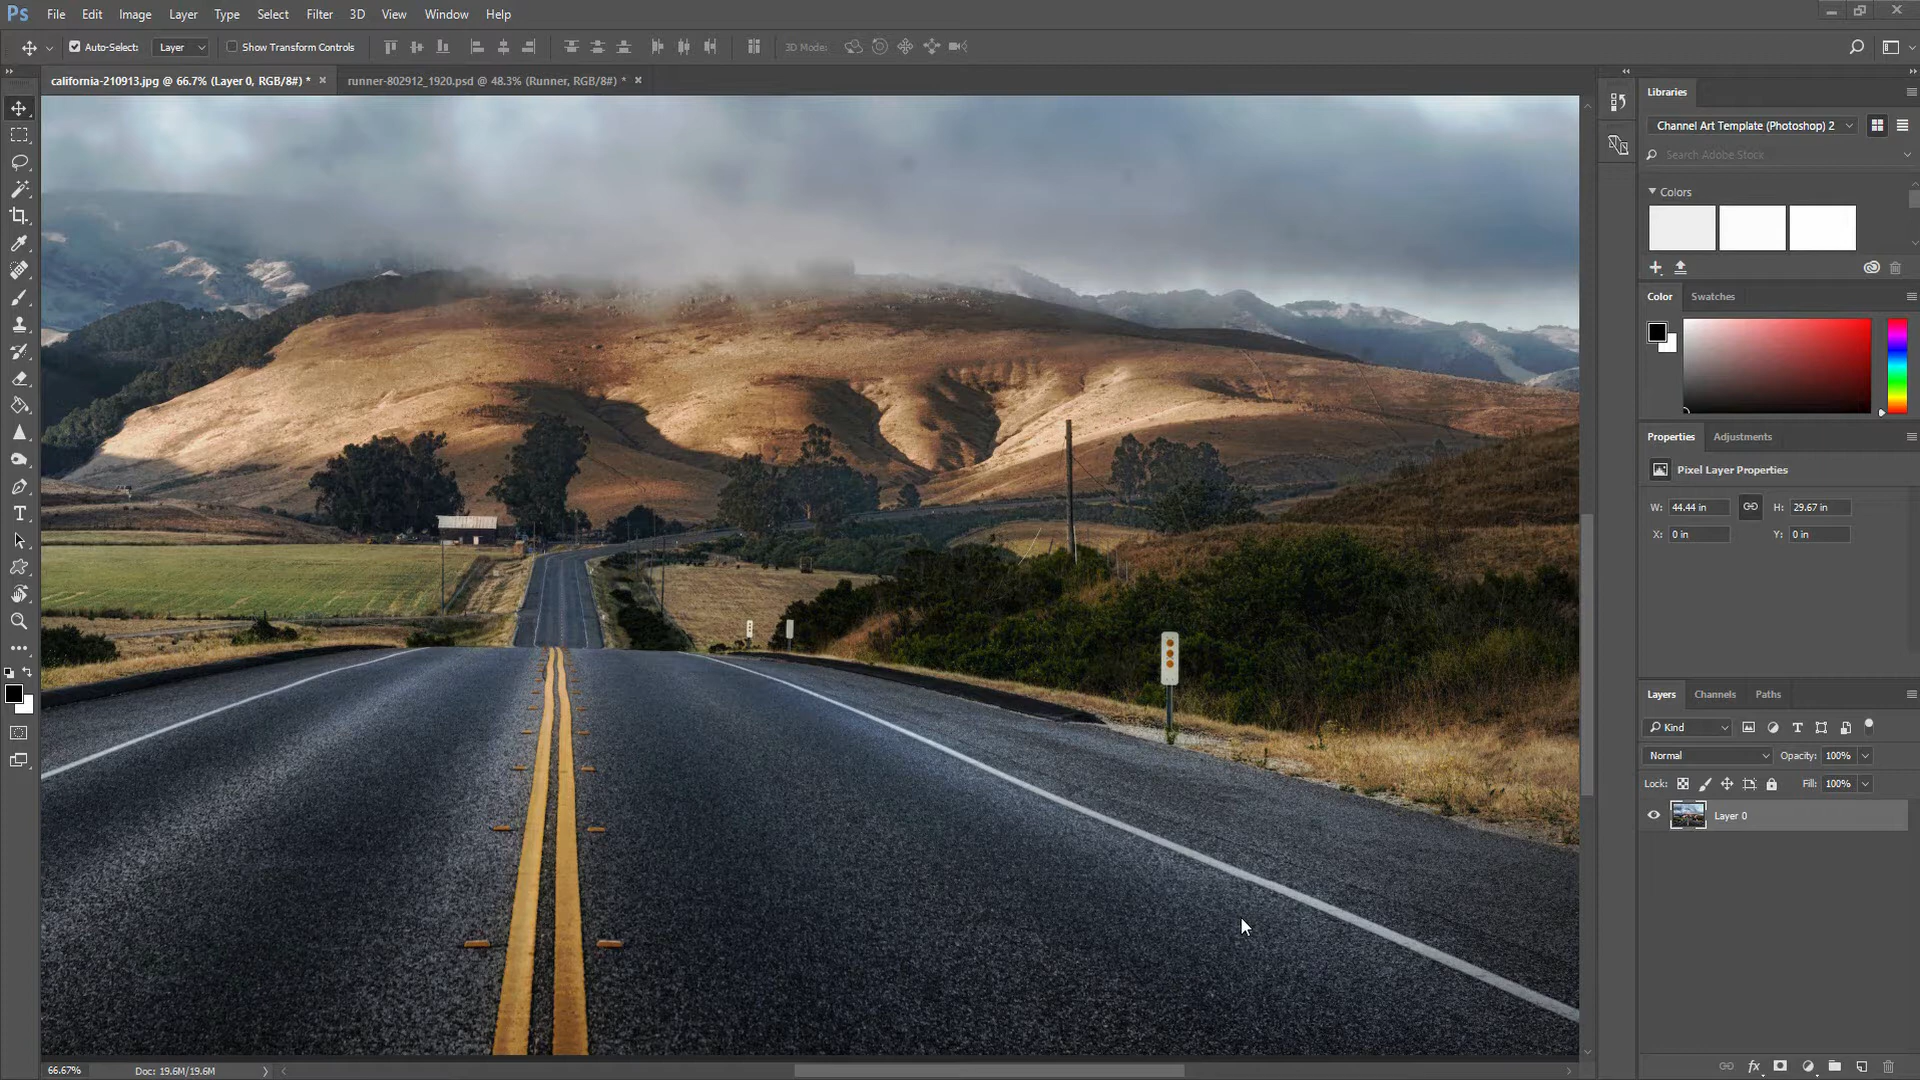 Ps File Edit Image Layer Type Select Filter 3D View Window Help
Auto-Select: Layer Show Transform Controls 3D Mode:
california-210913.jpg @ 66.7% (Layer 0, RGB/8#) * × runner-802912_1920.psd @ 48.3% (Runner, RGB/8#) * ×
Libraries
Channel Art Template (Photoshop) 2
Search Adobe Stock
Colors
Color Swatches
Properties Adjustments
Pixel Layer Properties
W: 44.44 in H: 29.67 in
X: 0 in Y: 0 in
Layers Channels Paths
Kind
Normal Opacity: 100%
Lock: Fill: 100%
Layer 0
66.67% Doc: 19.6M/19.6M